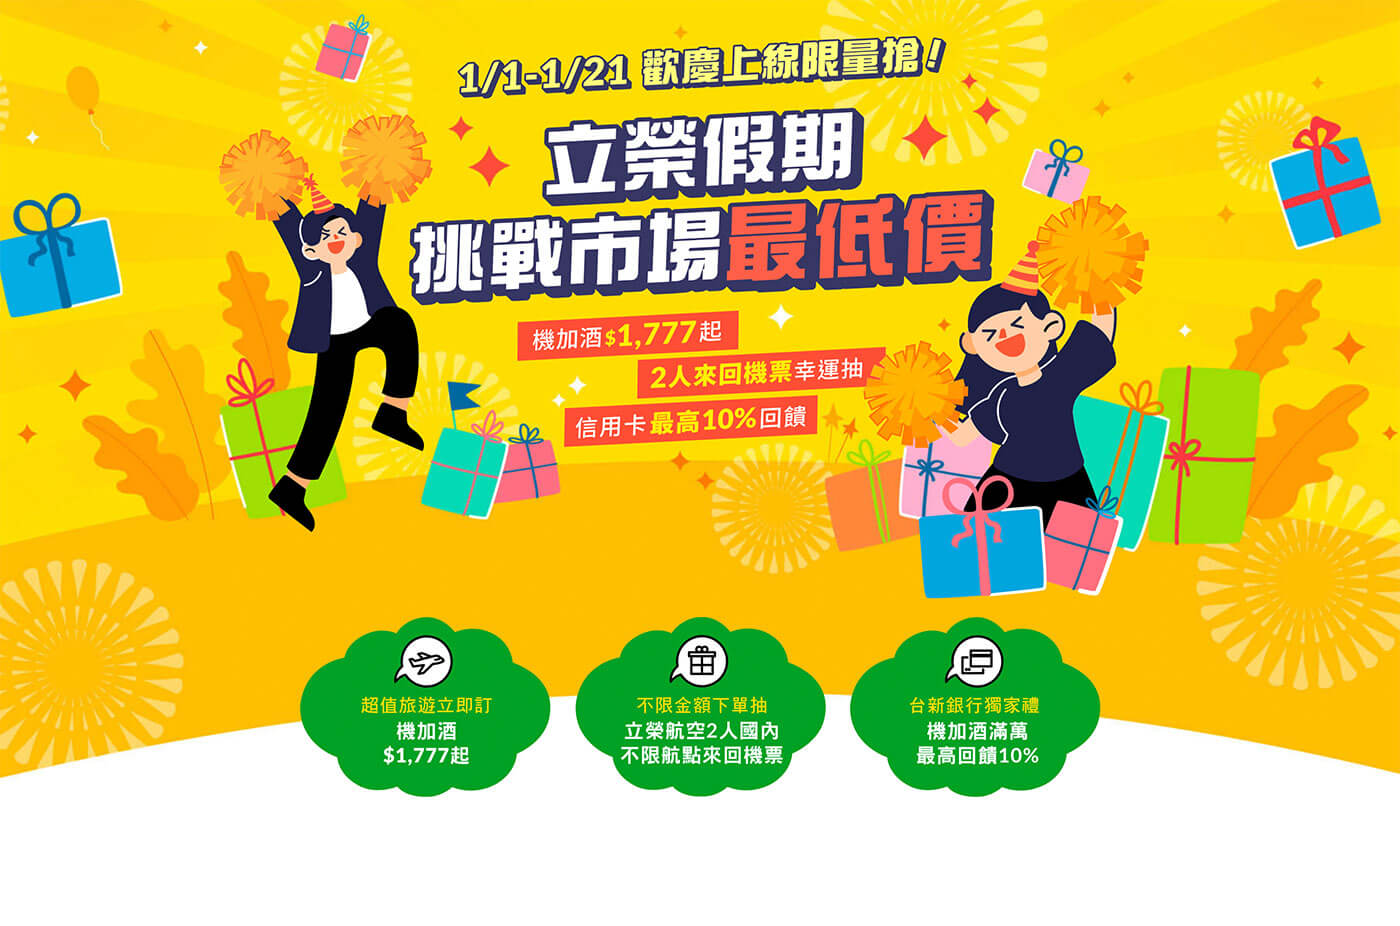 1/1-1/21 歡慶上線限量搶!
立榮假期
挑戰市場最低價
機加酒$1,777起
2人來回機票幸運抽
信用卡最高10%回饋
超值旅遊立即訂
機加酒
$1,777起
不限金額下單抽
立榮航空2人國內
不限航點來回機票
台新銀行獨家禮
機加酒滿萬
最高回饋10%